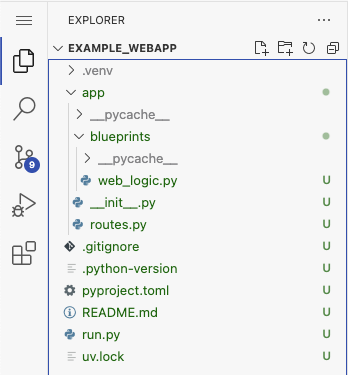 EXPLORER ...
EXAMPLE_WEBAPP
.venv
app
__pycache__
blueprints
__pycache__
web_logic.py U
__init__.py U
routes.py U
.gitignore U
.python-version U
9
pyproject.toml U
README.md U
run.py U
uv.lock U